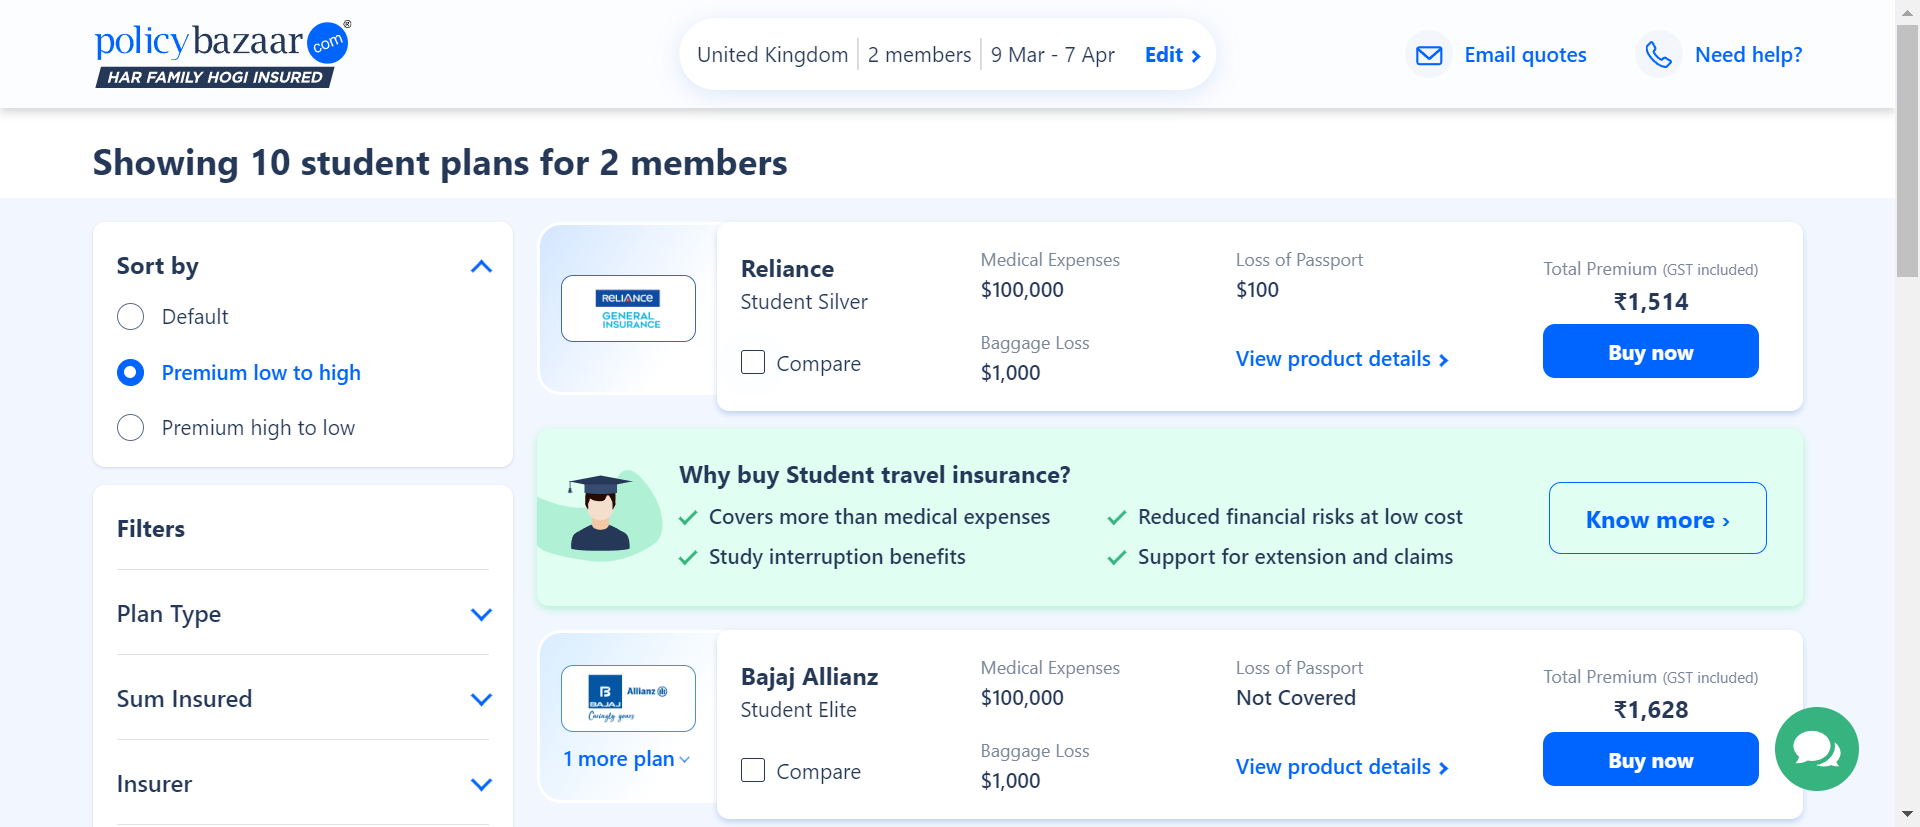 policybazaar.com®
HAR FAMILY HOGI INSURED
United Kingdom
2 members
9 Mar - 7 Apr
Edit
Email quotes
Need help?
Showing 10 student plans for 2 members
Sort by
Default
Premium low to high
Premium high to low
Filters
Plan Type
Sum Insured
Insurer
RELIANCE
GENERAL
INSURANCE
Reliance
Student Silver
Compare
Medical Expenses
$100,000
Baggage Loss
$1,000
Loss of Passport
$100
View product details
Total Premium (GST included)
₹1,514
Buy now
Why buy Student travel insurance?
Covers more than medical expenses
Study interruption benefits
Reduced financial risks at low cost
Support for extension and claims
Know more ›
B
BAJAJ
Allianz
Caringly yours
1 more plan
Bajaj Allianz
Student Elite
Compare
Medical Expenses
$100,000
Baggage Loss
$1,000
Loss of Passport
Not Covered
View product details
Total Premium (GST included)
₹1,628
Buy now